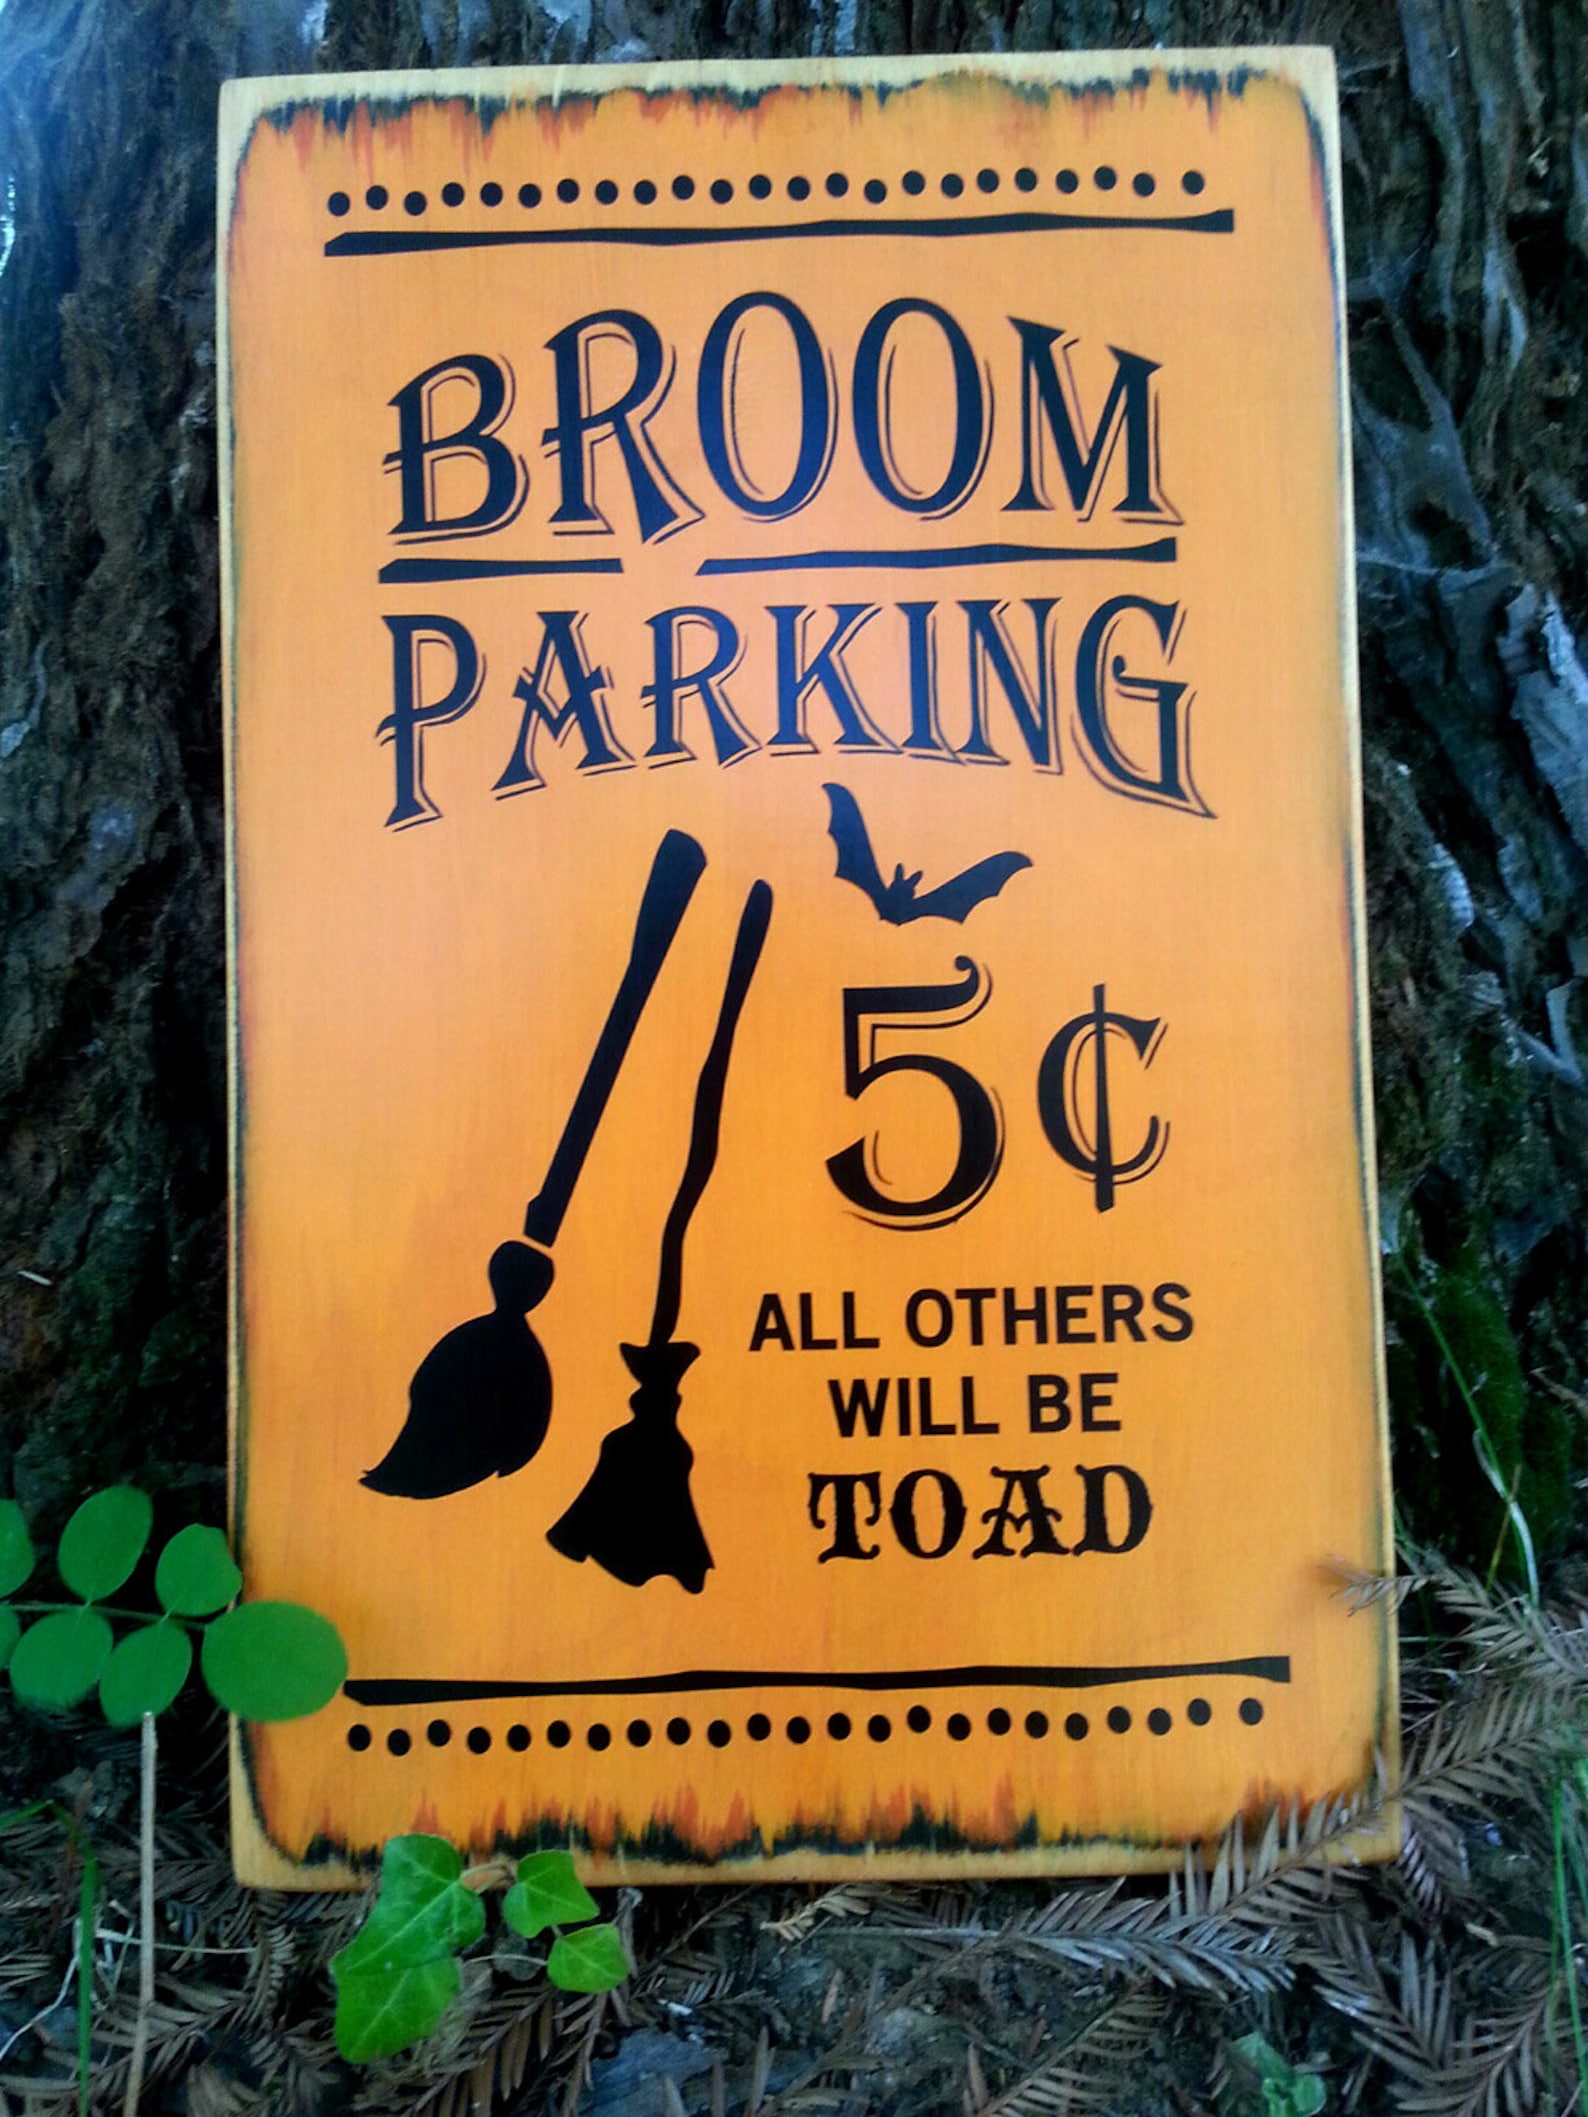 BROOM
PARKING
5¢
ALL OTHERS
WILL BE
TOAD